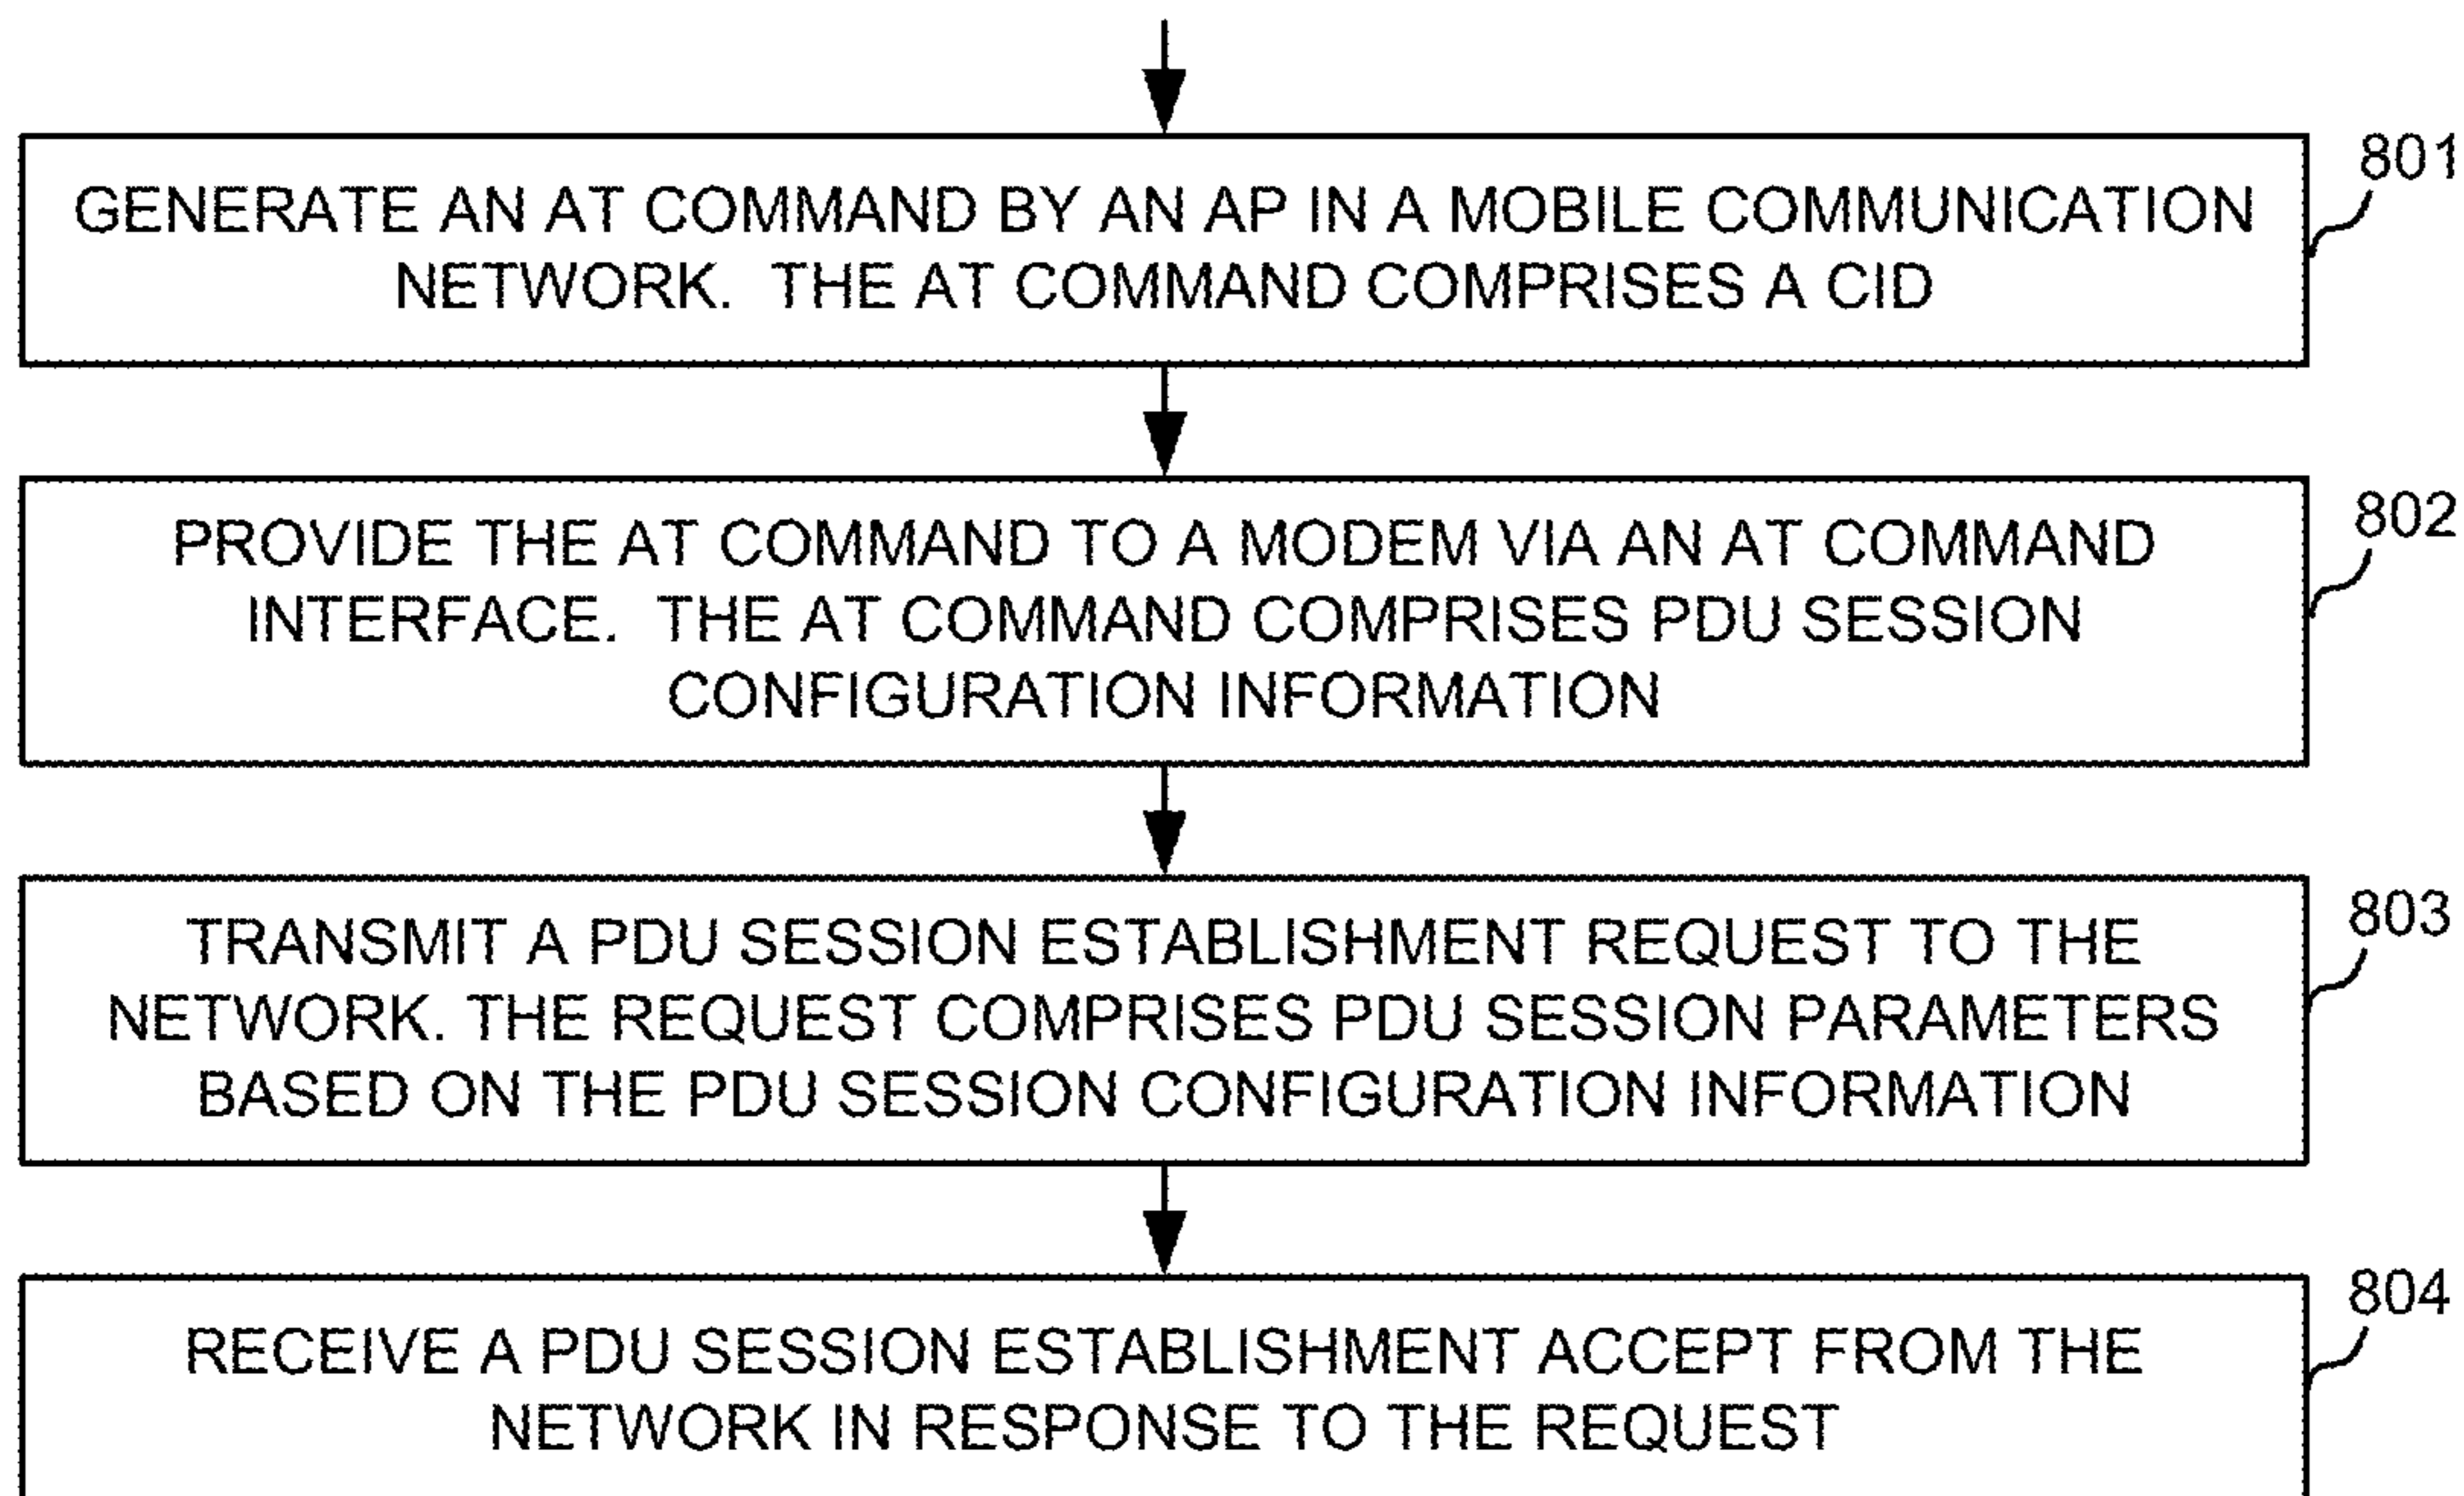 GENERATE AN AT COMMAND BY AN AP IN A MOBILE COMMUNICATION
NETWORK. THE AT COMMAND COMPRISES A CID
801
PROVIDE THE AT COMMAND TO A MODEM VIA AN AT COMMAND
INTERFACE. THE AT COMMAND COMPRISES PDU SESSION
CONFIGURATION INFORMATION
802
TRANSMIT A PDU SESSION ESTABLISHMENT REQUEST TO THE
NETWORK. THE REQUEST COMPRISES PDU SESSION PARAMETERS
BASED ON THE PDU SESSION CONFIGURATION INFORMATION
803
RECEIVE A PDU SESSION ESTABLISHMENT ACCEPT FROM THE
NETWORK IN RESPONSE TO THE REQUEST
804